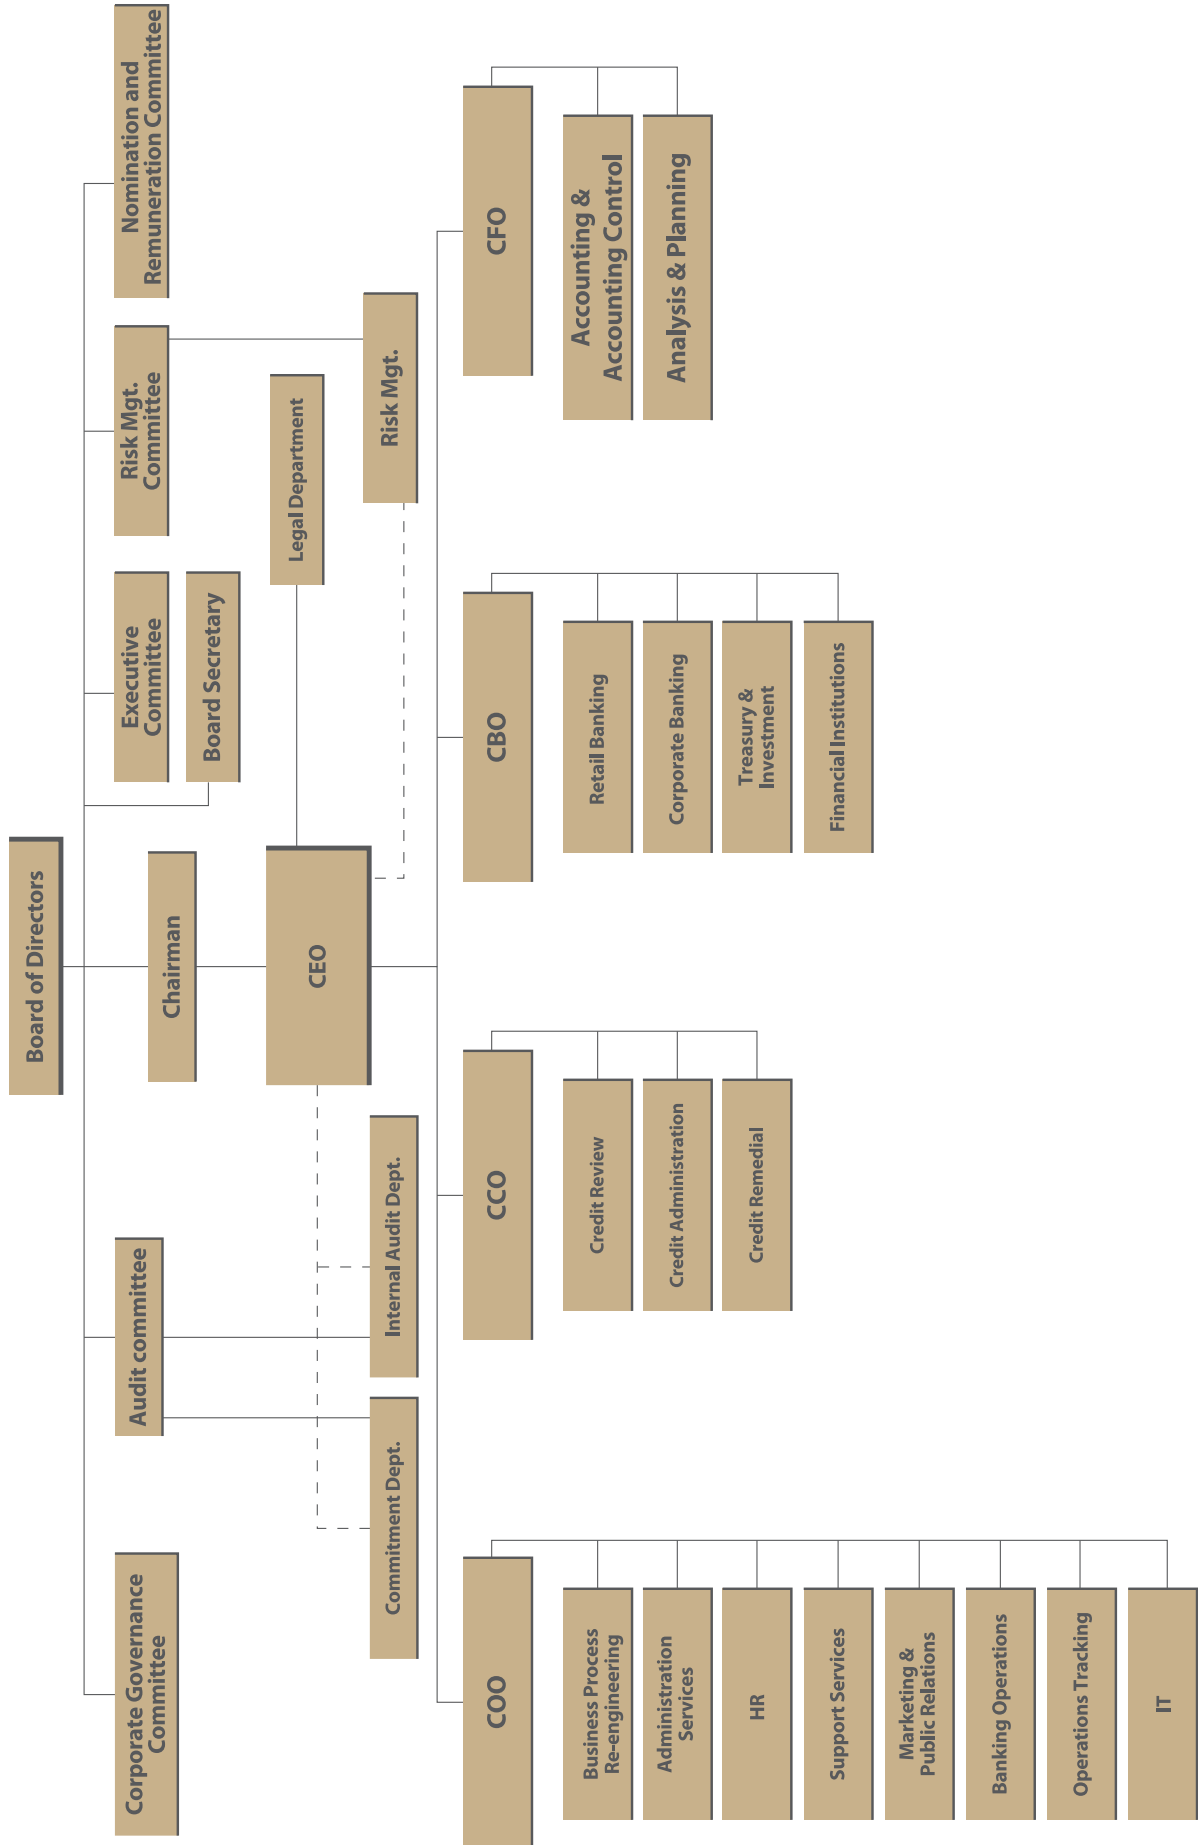 Board of Directors
Corporate Governance
Committee
Audit committee
Chairman
Executive
Committee
Board Secretary
Risk Mgt.
Committee
Nomination and
Remuneration Committee
CEO
Legal Department
Commitment Dept.
Internal Audit Dept.
Risk Mgt.
COO
Business Process
Re-engineering
Administration
Services
HR
Support Services
Marketing &
Public Relations
Banking Operations
Operations Tracking
IT
CCO
Credit Review
Credit Administration
Credit Remedial
CBO
Retail Banking
Corporate Banking
Treasury &
Investment
Financial Institutions
CFO
Accounting &
Accounting Control
Analysis & Planning